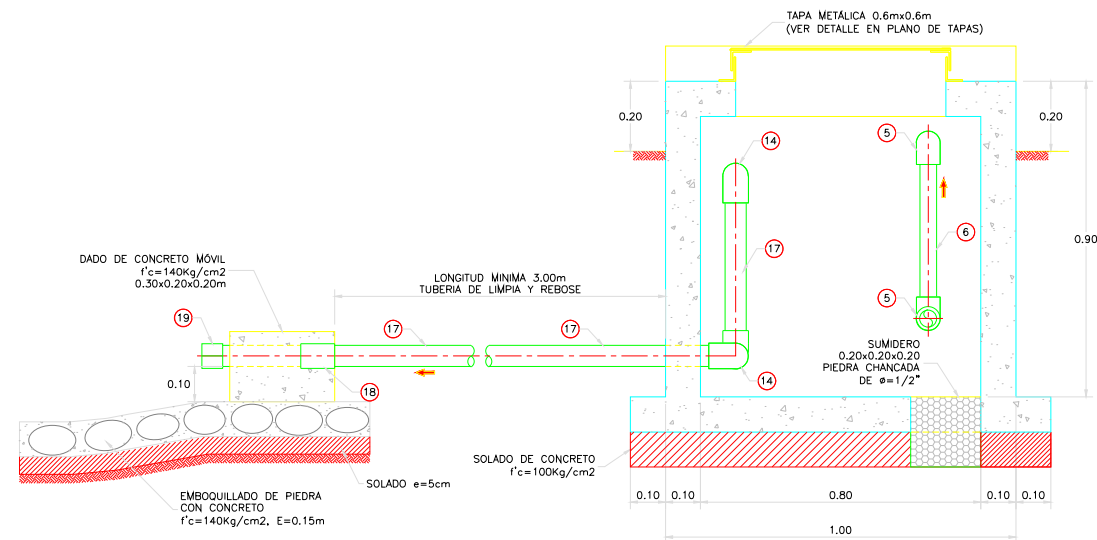 TAPA METÁLICA 0.6mx0.6m
(VER DETALLE EN PLANO DE TAPAS)
0.20
0.20
5
14
6
17
0.90
DADO DE CONCRETO MÓVIL
f'c=140Kg/cm2
0.30x0.20x0.20m
LONGITUD MINIMA 3.00m
TUBERIA DE LIMPIA Y REBOSE
5
19
17
17
SUMIDERO
0.20x0.20x0.20
PIEDRA CHANCADA
DE ø=1/2"
0.10
18
14
SOLADO DE CONCRETO
f'c=100Kg/cm2
SOLADO e=5cm
EMBOQUILLADO DE PIEDRA
CON CONCRETO
f'c=140Kg/cm2, E=0.15m
0.10
0.10
0.80
0.10
0.10
1.00